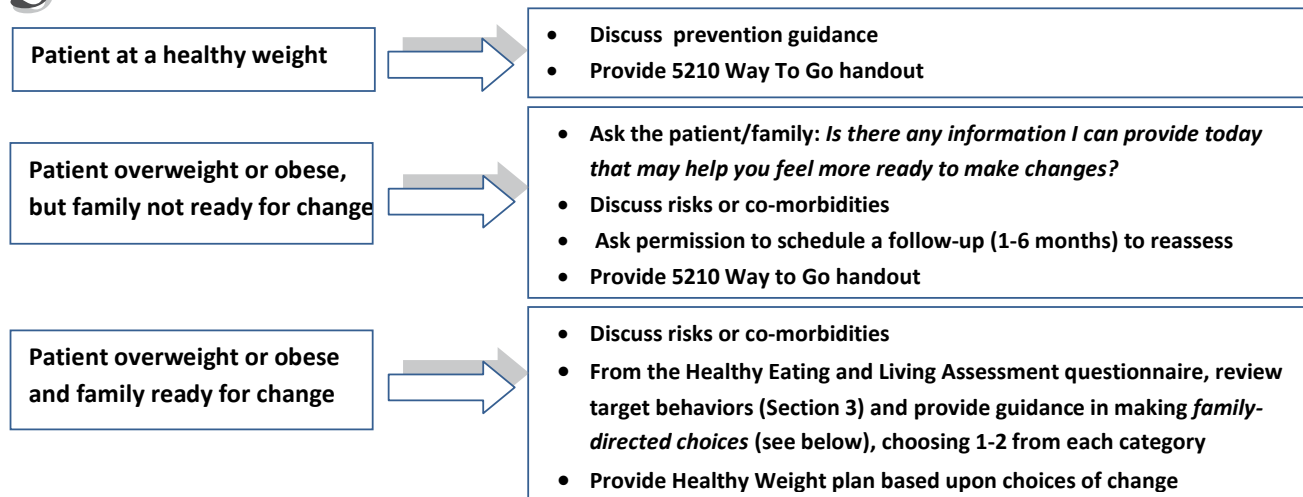 Patient at a healthy weight
• Discuss prevention guidance
• Provide 5210 Way To Go handout
Patient overweight or obese,
but family not ready for change
• Ask the patient/family: Is there any information I can provide today
that may help you feel more ready to make changes?
• Discuss risks or co-morbidities
• Ask permission to schedule a follow-up (1-6 months) to reassess
• Provide 5210 Way to Go handout
Patient overweight or obese
and family ready for change
• Discuss risks or co-morbidities
• From the Healthy Eating and Living Assessment questionnaire, review
target behaviors (Section 3) and provide guidance in making family-
directed choices (see below), choosing 1-2 from each category
• Provide Healthy Weight plan based upon choices of change